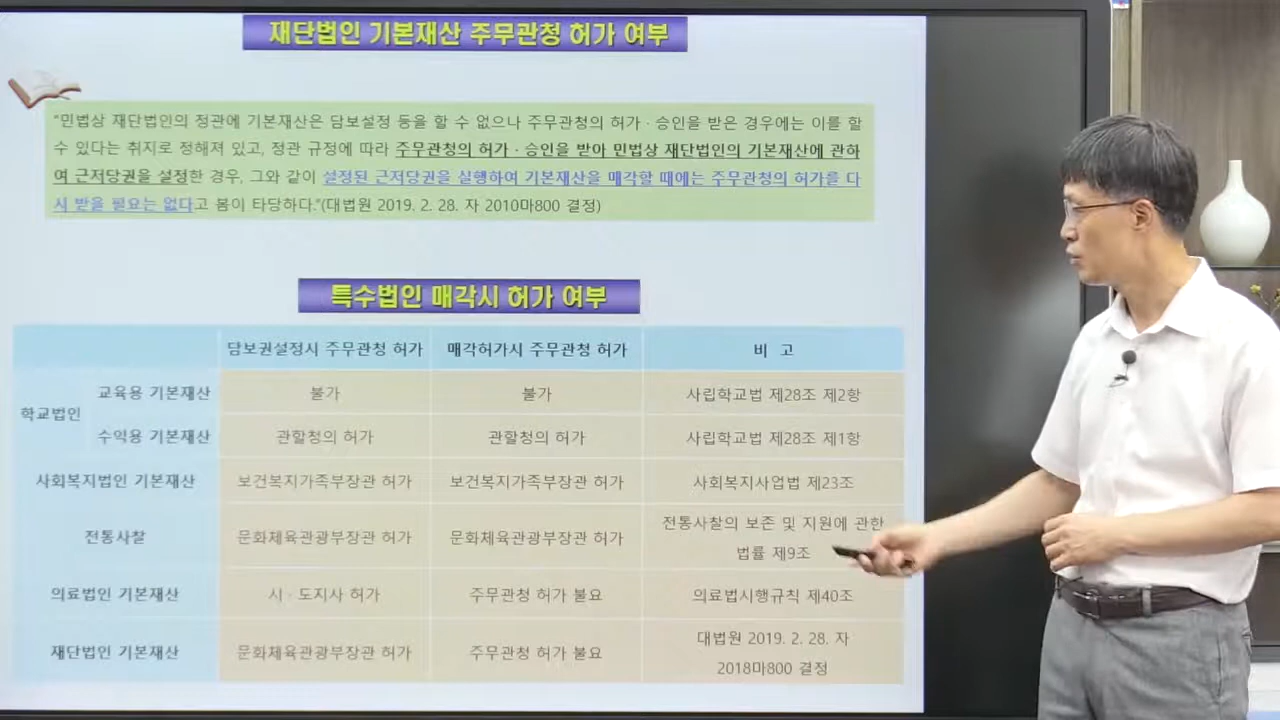 재단법인 기본재산 주무관청 허가 여부
“민법상 재단법인의 정관에 기본재산은 담보설정 등을 할 수 없으나 주무관청의 허가 · 승인을 받은 경우에는 이를 할
수 있다는 취지로 정해져 있고, 정관 규정에 따라 주무관청의 허가 · 승인을 받아 민법상 재단법인의 기본재산에 관하
여 근저당권을 설정한 경우, 그와 같이 설정된 근저당권을 실행하여 기본재산을 매각할 때에는 주무관청의 허가를 다
시 받을 필요는 없다고 봄이 타당하다.”(대법원 2019. 2. 28. 자 2010마800 결정)
특수법인 매각시 허가 여부
담보권설정시 주무관청 허가 매각허가시 주무관청 허가 비 고
학교법인 교육용 기본재산 불가 불가 사립학교법 제28조 제2항
수익용 기본재산 관할청의 허가 관할청의 허가 사립학교법 제28조 제1항
사회복지법인 기본재산 보건복지가족부장관 허가 보건복지가족부장관 허가 사회복지사업법 제23조
전통사찰 문화체육관광부장관 허가 문화체육관광부장관 허가 전통사찰의 보존 및 지원에 관한
법률 제9조
의료법인 기본재산 시 · 도지사 허가 주무관청 허가 불요 의료법시행규칙 제40조
재단법인 기본재산 문화체육관광부장관 허가 주무관청 허가 불요 대법원 2019. 2. 28. 자
2018마800 결정